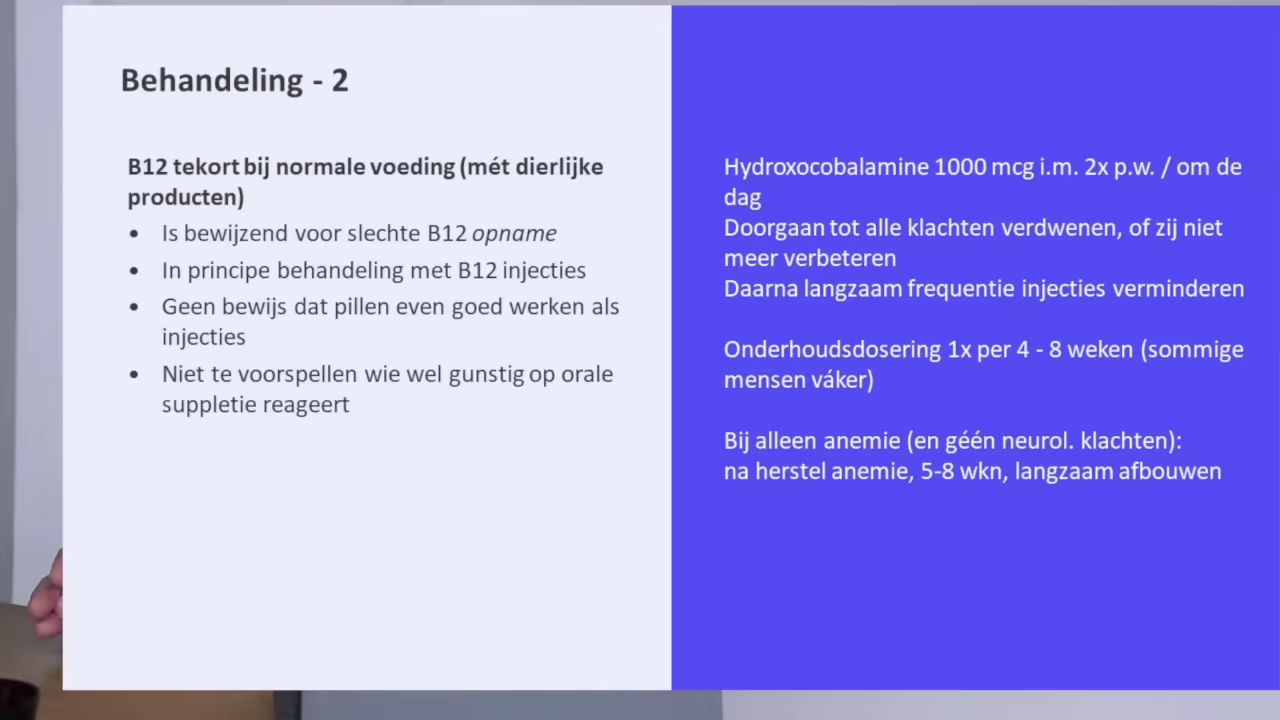 Behandeling - 2
B12 tekort bij normale voeding (mét dierlijke
producten)
• Is bewijzend voor slechte B12 opname
• In principe behandeling met B12 injecties
• Geen bewijs dat pillen even goed werken als
injecties
• Niet te voorspellen wie wel gunstig op orale
suppletie reageert
Hydroxocobalamine 1000 mcg i.m. 2x p.w. / om de
dag
Doorgaan tot alle klachten verdwenen, of zij niet
meer verbeteren
Daarna langzaam frequentie injecties verminderen
Onderhoudsdosering 1x per 4 - 8 weken (sommige
mensen váker)
Bij alleen anemie (en géén neurol. klachten):
na herstel anemie, 5-8 wkn, langzaam afbouwen